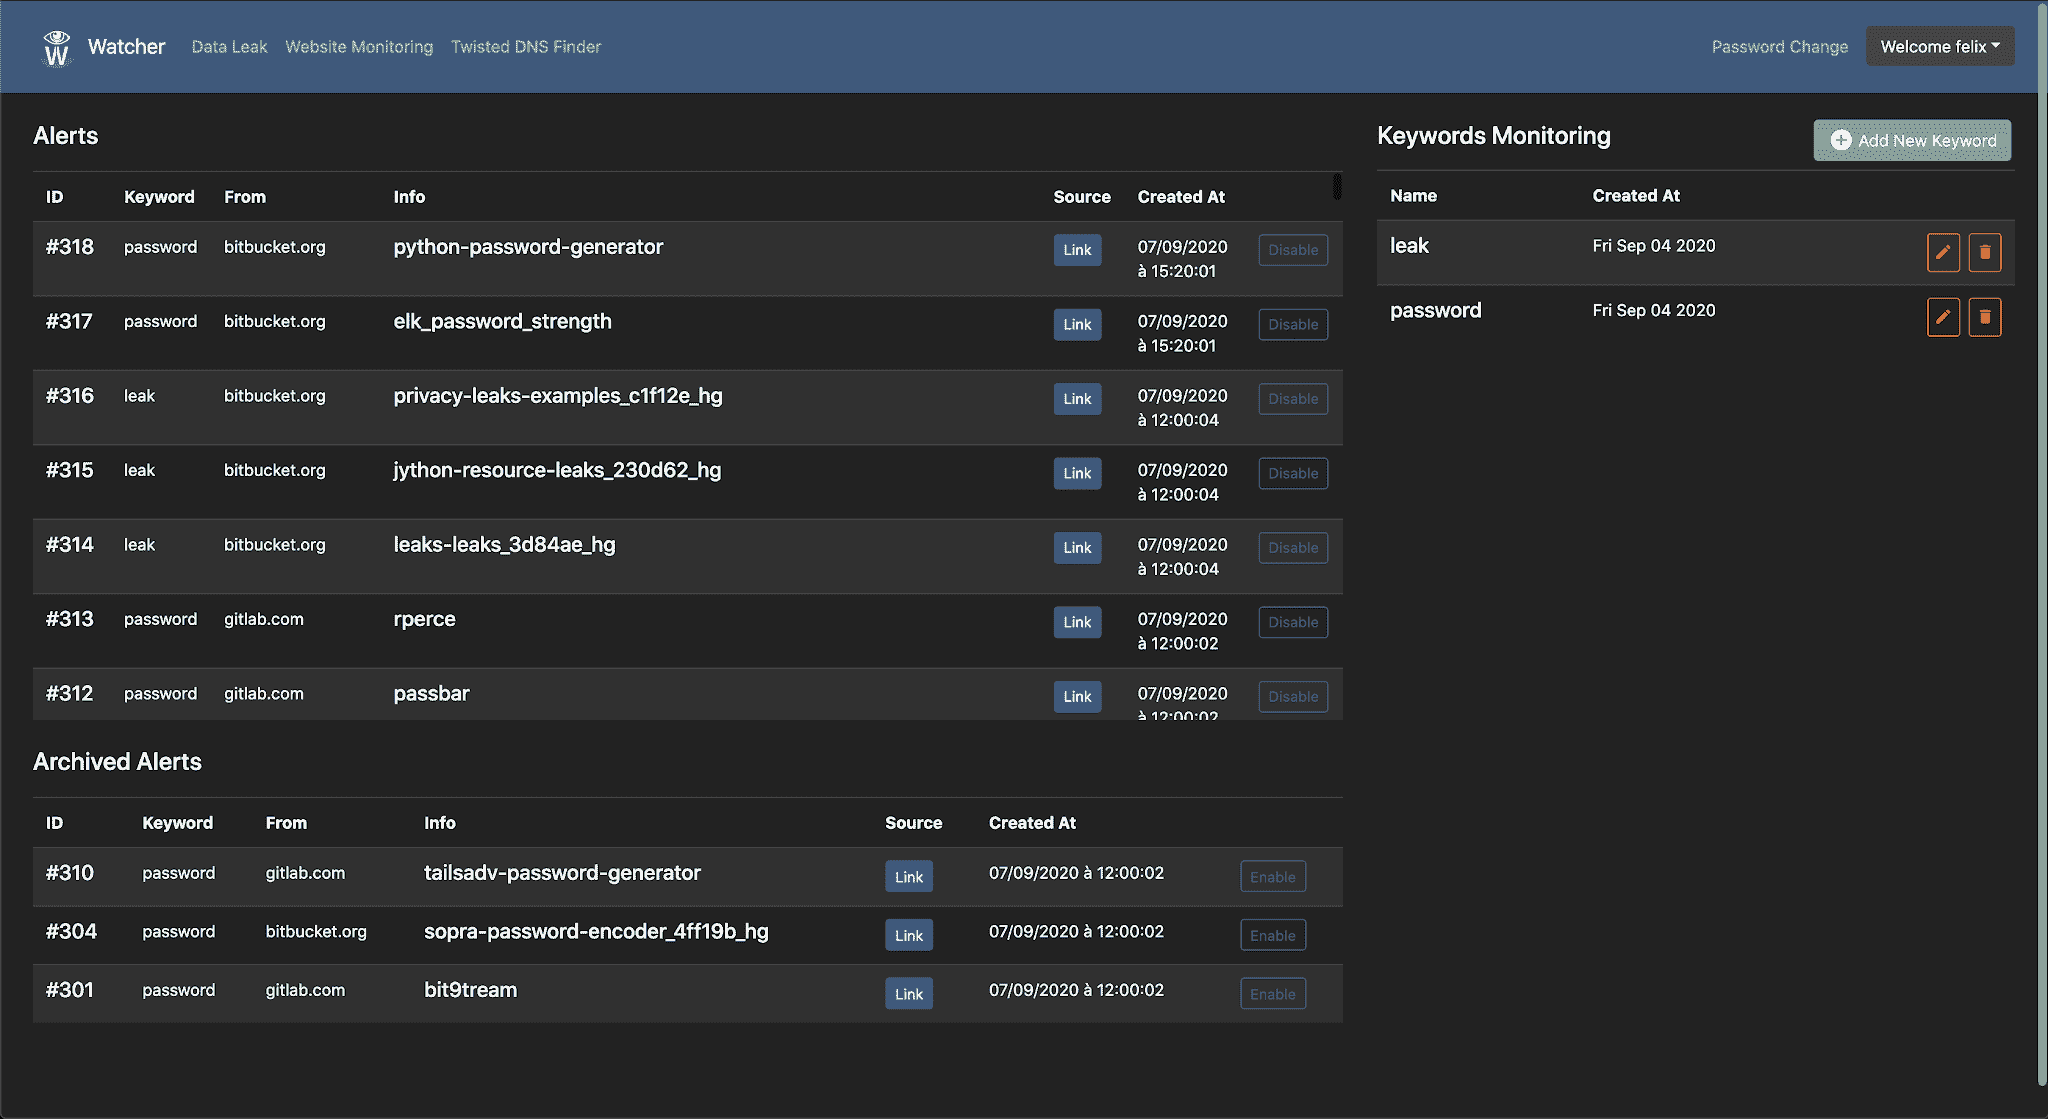 W Watcher Data Leak Website Monitoring Twisted DNS Finder Password Change Welcome felix
Alerts
ID Keyword From Info Source Created At
#318 password bitbucket.org python-password-generator Link 07/09/2020 Disable
à 15:20:01
#317 password bitbucket.org elk_password_strength Link 07/09/2020 Disable
à 15:20:01
#316 leak bitbucket.org privacy-leaks-examples_c1f12e_hg Link 07/09/2020 Disable
à 12:00:04
#315 leak bitbucket.org jython-resource-leaks_230d62_hg Link 07/09/2020 Disable
à 12:00:04
#314 leak bitbucket.org leaks-leaks_3d84ae_hg Link 07/09/2020 Disable
à 12:00:04
#313 password gitlab.com rperce Link 07/09/2020 Disable
à 12:00:02
#312 password gitlab.com passbar Link 07/09/2020 Disable
à 12:00:02
Archived Alerts
ID Keyword From Info Source Created At
#310 password gitlab.com tailsadv-password-generator Link 07/09/2020 à 12:00:02 Enable
#304 password bitbucket.org sopra-password-encoder_4ff19b_hg Link 07/09/2020 à 12:00:02 Enable
#301 password gitlab.com bit9tream Link 07/09/2020 à 12:00:02 Enable
Keywords Monitoring Add New Keyword
Name Created At
leak Fri Sep 04 2020
password Fri Sep 04 2020